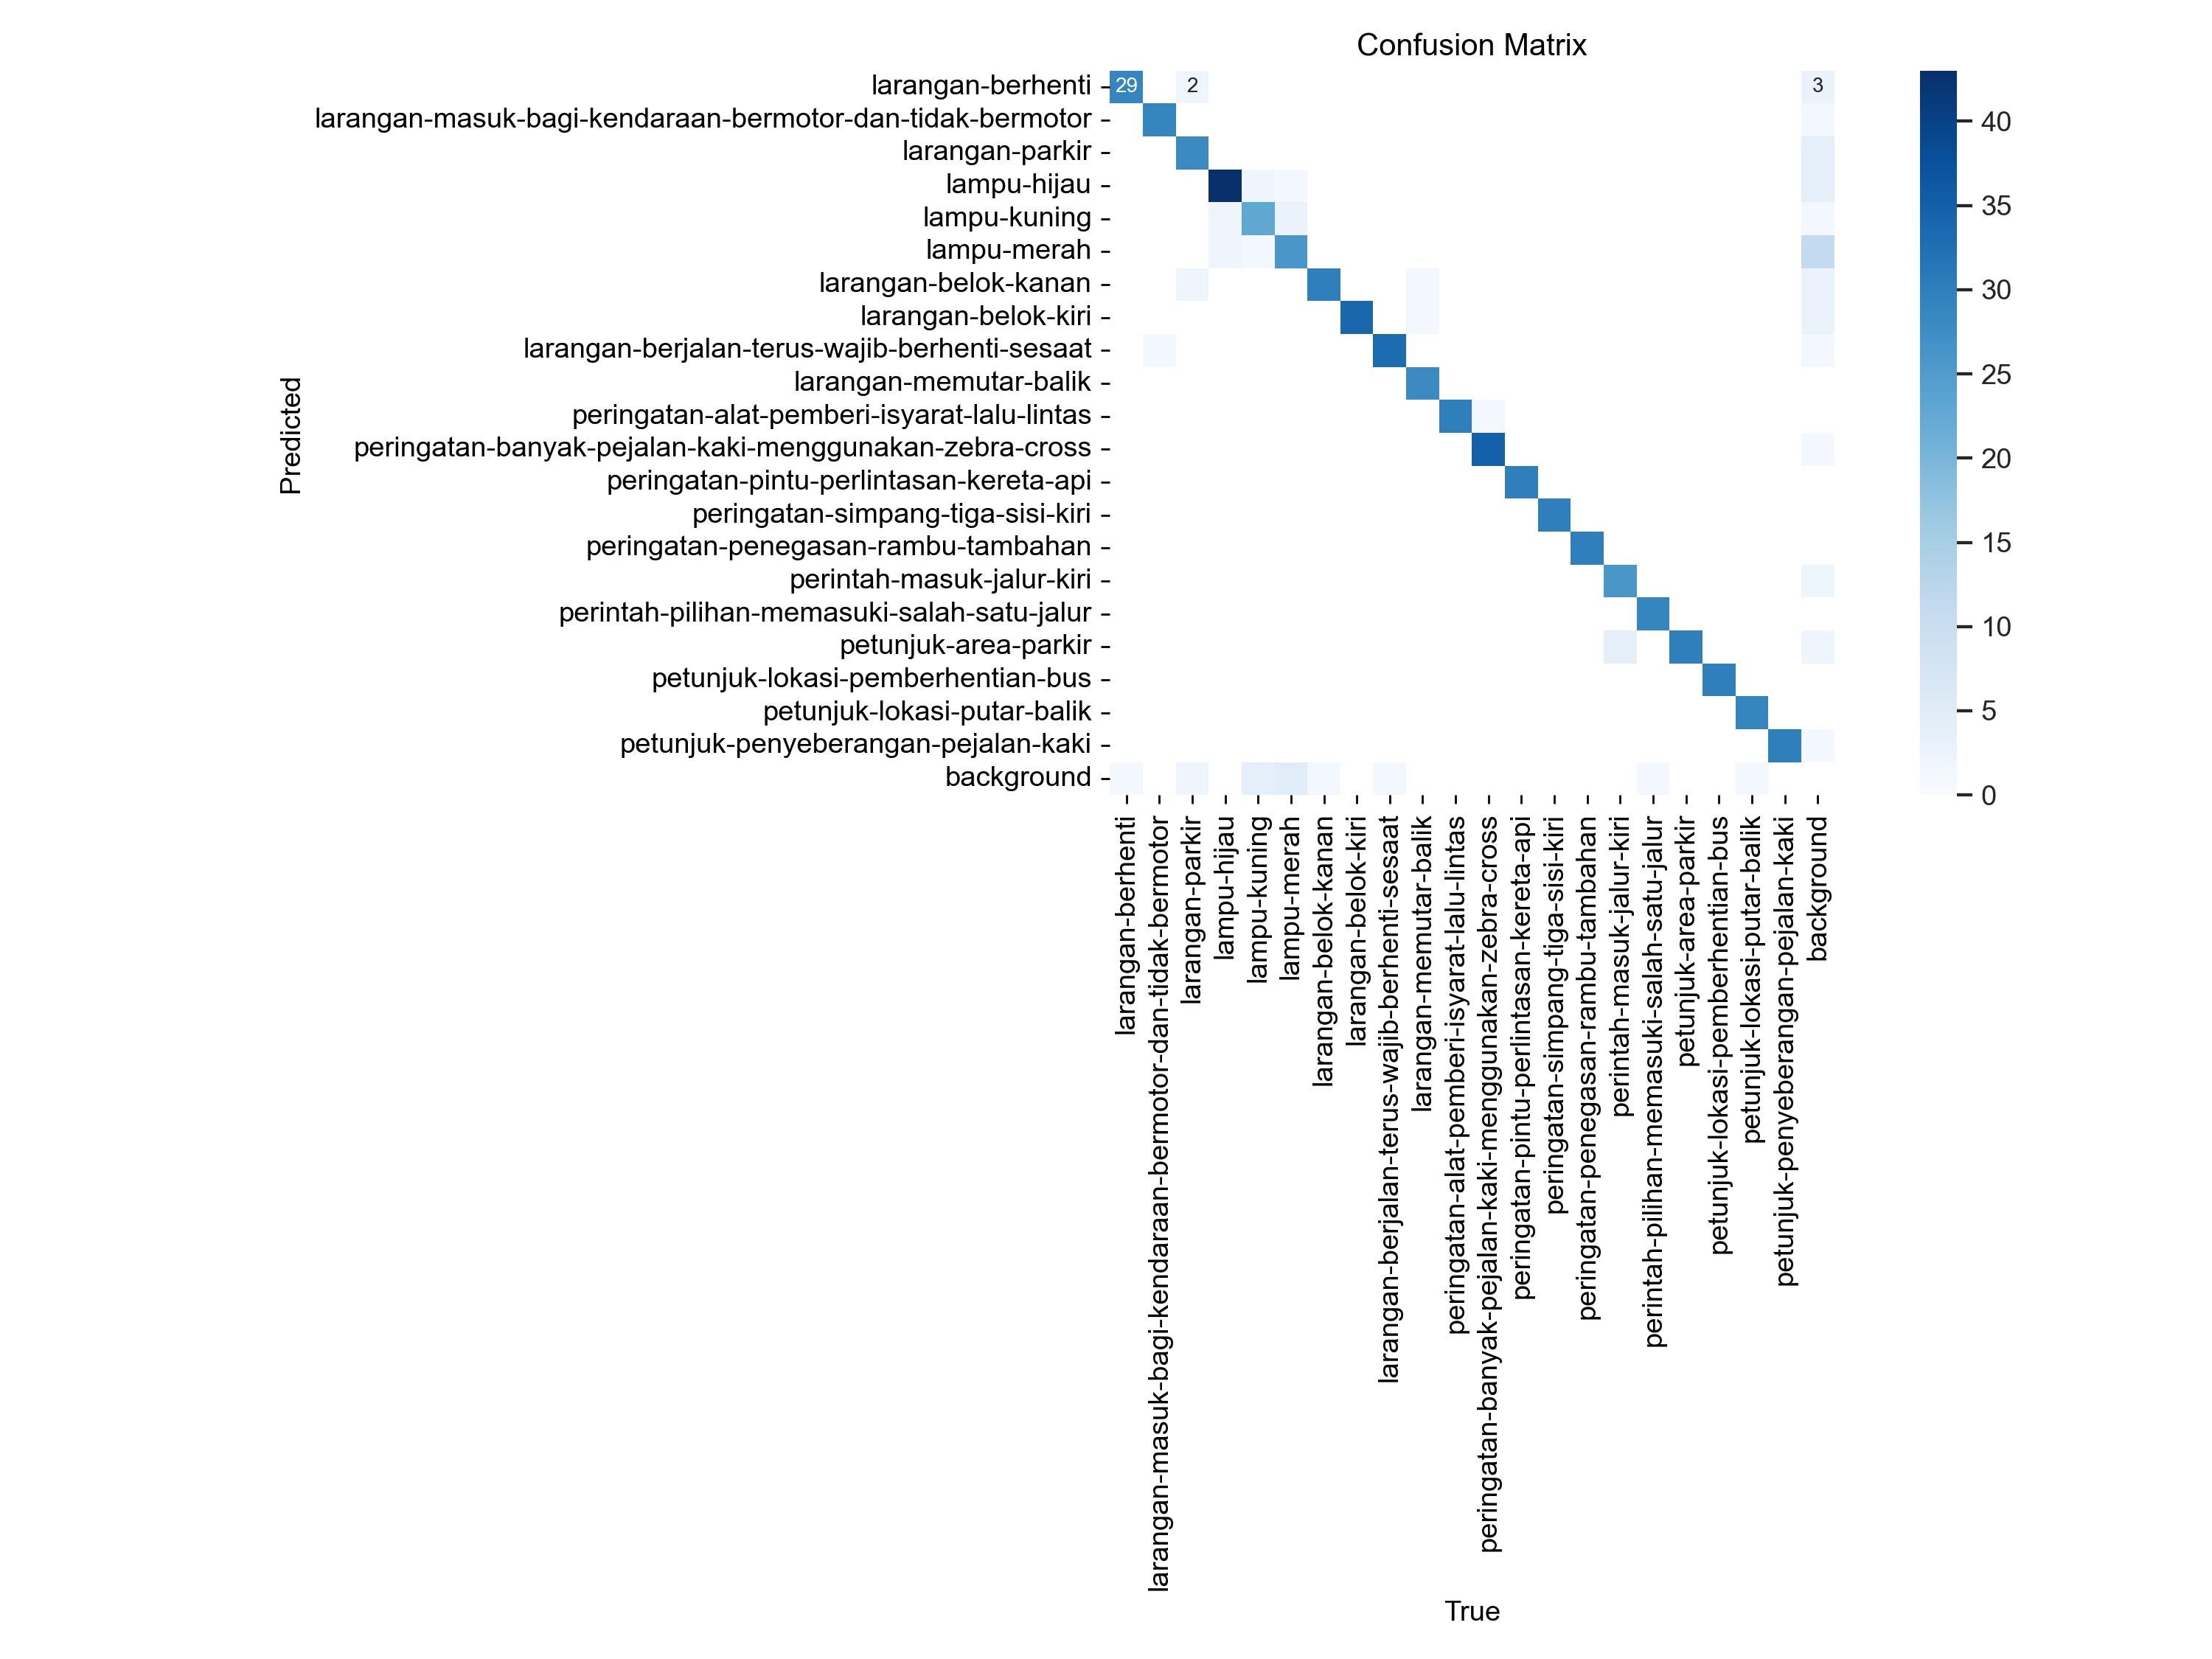 Confusion Matrix
larangan-berhenti
29 2 3
larangan-masuk-bagi-kendaraan-bermotor-dan-tidak-bermotor
larangan-parkir
lampu-hijau
lampu-kuning
lampu-merah
larangan-belok-kanan
larangan-belok-kiri
larangan-berjalan-terus-wajib-berhenti-sesaat
larangan-memutar-balik
peringatan-alat-pemberi-isyarat-lalu-lintas
peringatan-banyak-pejalan-kaki-menggunakan-zebra-cross
peringatan-pintu-perlintasan-kereta-api
peringatan-simpang-tiga-sisi-kiri
peringatan-penegasan-rambu-tambahan
perintah-masuk-jalur-kiri
perintah-pilihan-memasuki-salah-satu-jalur
petunjuk-area-parkir
petunjuk-lokasi-pemberhentian-bus
petunjuk-lokasi-putar-balik
petunjuk-penyeberangan-pejalan-kaki
background
Predicted
40
35
30
25
20
15
10
5
0
larangan-berhenti
larangan-masuk-bagi-kendaraan-bermotor-dan-tidak-bermotor
larangan-parkir
lampu-hijau
lampu-kuning
lampu-merah
larangan-belok-kanan
larangan-belok-kiri
larangan-berjalan-terus-wajib-berhenti-sesaat
larangan-memutar-balik
peringatan-alat-pemberi-isyarat-lalu-lintas
peringatan-banyak-pejalan-kaki-menggunakan-zebra-cross
peringatan-pintu-perlintasan-kereta-api
peringatan-simpang-tiga-sisi-kiri
peringatan-penegasan-rambu-tambahan
perintah-masuk-jalur-kiri
perintah-pilihan-memasuki-salah-satu-jalur
petunjuk-area-parkir
petunjuk-lokasi-pemberhentian-bus
petunjuk-lokasi-putar-balik
petunjuk-penyeberangan-pejalan-kaki
background
True